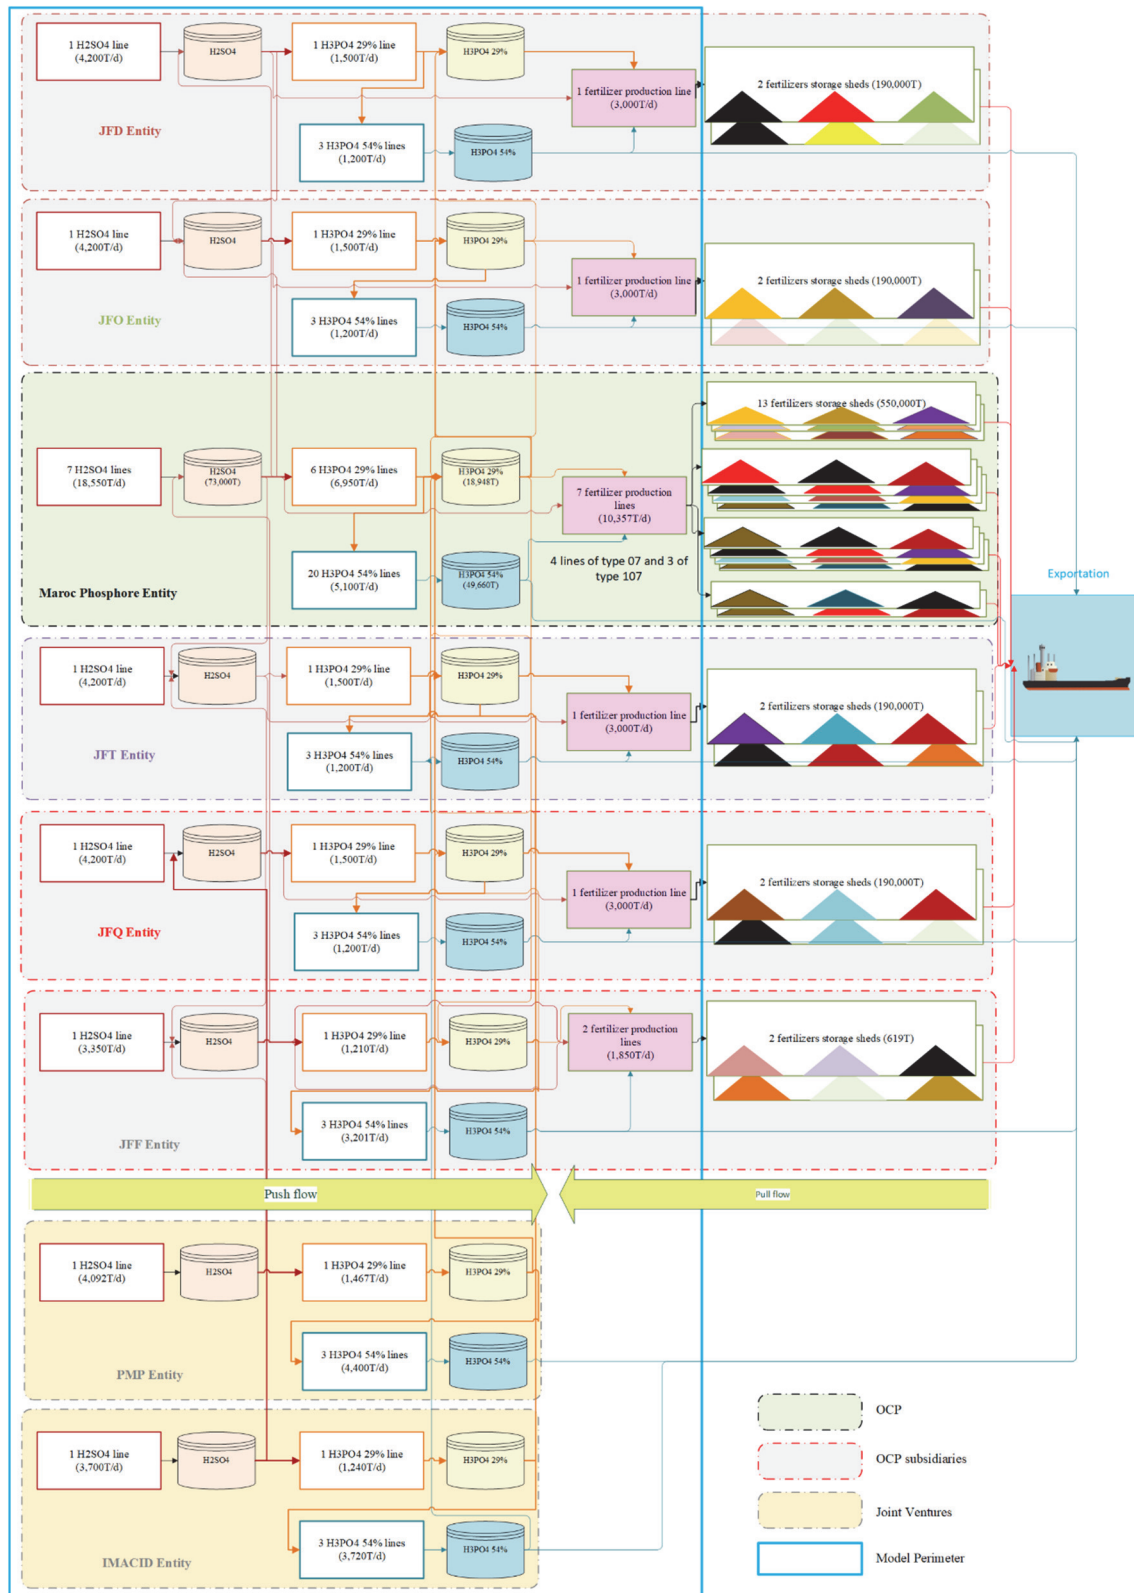 1 H2SO4 line
(4,200T/d)
H2SO4
1 H3PO4 29% line
(1,500T/d)
H3PO4 29%
1 fertilizer production line
(3,000T/d)
2 fertilizers storage sheds (190,000T)
JFD Entity
3 H3PO4 54% lines
(1,200T/d)
H3PO4 54%
1 H2SO4 line
(4,200T/d)
H2SO4
1 H3PO4 29% line
(1,500T/d)
H3PO4 29%
1 fertilizer production line
(3,000T/d)
2 fertilizers storage sheds (190,000T)
JFO Entity
3 H3PO4 54% lines
(1,200T/d)
H3PO4 54%
13 fertilizers storage sheds (550,000T)
7 H2SO4 lines
(18,550T/d)
H2SO4
(73,000T)
6 H3PO4 29% lines
(6,950T/d)
H3PO4 29%
(18,948T)
7 fertilizer production
lines
(10,357T/d)
4 lines of type 07 and 3 of
type 107
Maroc Phosphore Entity
20 H3PO4 54% lines
(5,100T/d)
H3PO4 54%
(49,660T)
Exportation
1 H2SO4 line
(4,200T/d)
H2SO4
1 H3PO4 29% line
(1,500T/d)
H3PO4 29%
1 fertilizer production line
(3,000T/d)
2 fertilizers storage sheds (190,000T)
JFT Entity
3 H3PO4 54% lines
(1,200T/d)
H3PO4 54%
1 H2SO4 line
(4,200T/d)
H2SO4
1 H3PO4 29% line
(1,500T/d)
H3PO4 29%
1 fertilizer production line
(3,000T/d)
2 fertilizers storage sheds (190,000T)
JFQ Entity
3 H3PO4 54% lines
(1,200T/d)
H3PO4 54%
1 H2SO4 line
(3,350T/d)
H2SO4
1 H3PO4 29% line
(1,210T/d)
H3PO4 29%
2 fertilizer production
lines
(1,850T/d)
2 fertilizers storage sheds (619T)
JFF Entity
3 H3PO4 54% lines
(3,201T/d)
H3PO4 54%
Push flow
Pull flow
1 H2SO4 line
(4,092T/d)
H2SO4
1 H3PO4 29% line
(1,467T/d)
H3PO4 29%
PMP Entity
3 H3PO4 54% lines
(4,400T/d)
H3PO4 54%
1 H2SO4 line
(3,700T/d)
H2SO4
1 H3PO4 29% line
(1,240T/d)
H3PO4 29%
IMACID Entity
3 H3PO4 54% lines
(3,720T/d)
H3PO4 54%
OCP
OCP subsidiaries
Joint Ventures
Model Perimeter